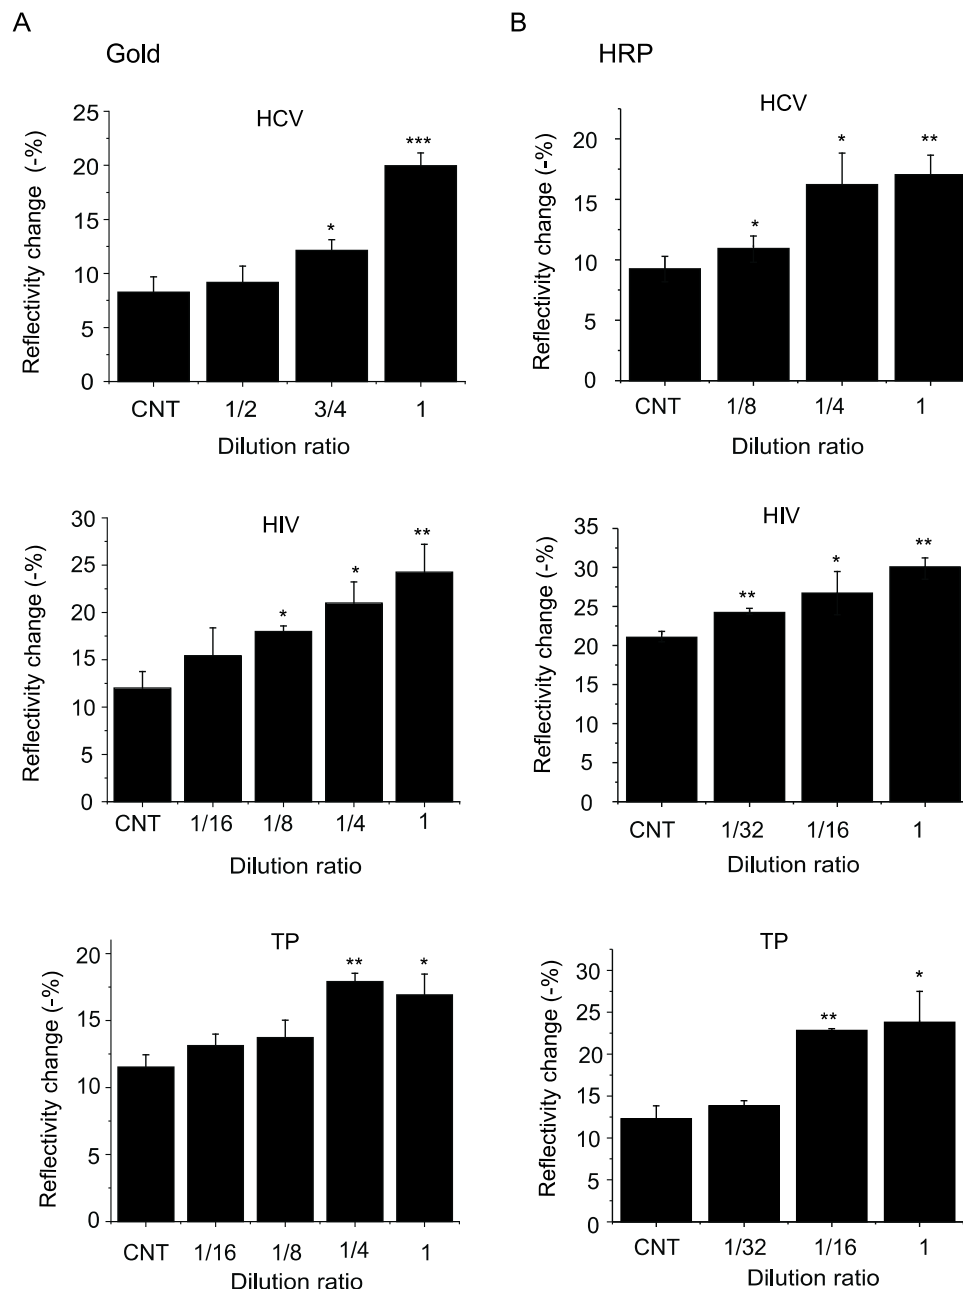 A
Gold
HCV
Reflectivity change (-%)
25
20
15
10
5
0
***
*
CNT 1/2 3/4 1
Dilution ratio
HIV
Reflectivity change (-%)
30
25
20
15
10
5
0
**
*
*
CNT 1/16 1/8 1/4 1
Dilution ratio
TP
Reflectivity change (-%)
20
15
10
5
0
** *
CNT 1/16 1/8 1/4 1
Dilution ratio
B
HRP
HCV
Reflectivity change (-%)
20
15
10
5
0
* **
*
CNT 1/8 1/4 1
Dilution ratio
HIV
Reflectivity change (-%)
35
30
25
20
15
10
5
0
**
*
**
CNT 1/32 1/16 1
Dilution ratio
TP
Reflectivity change (-%)
30
25
20
15
10
5
0
*
**
CNT 1/32 1/16 1
Dilution ratio